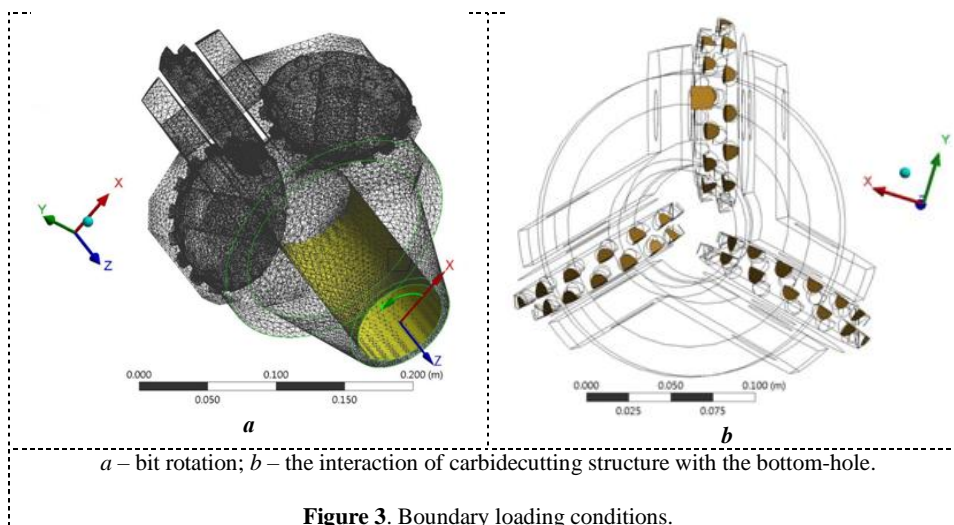 X
Y
Z
X
Z
0.000
0.100
0.200 (m)
0.050
0.150
a
Y
X
0.000
0.050
0.100 (m)
0.025
0.075
b
a – bit rotation; b – the interaction of carbidecutting structure with the bottom-hole.
Figure 3. Boundary loading conditions.